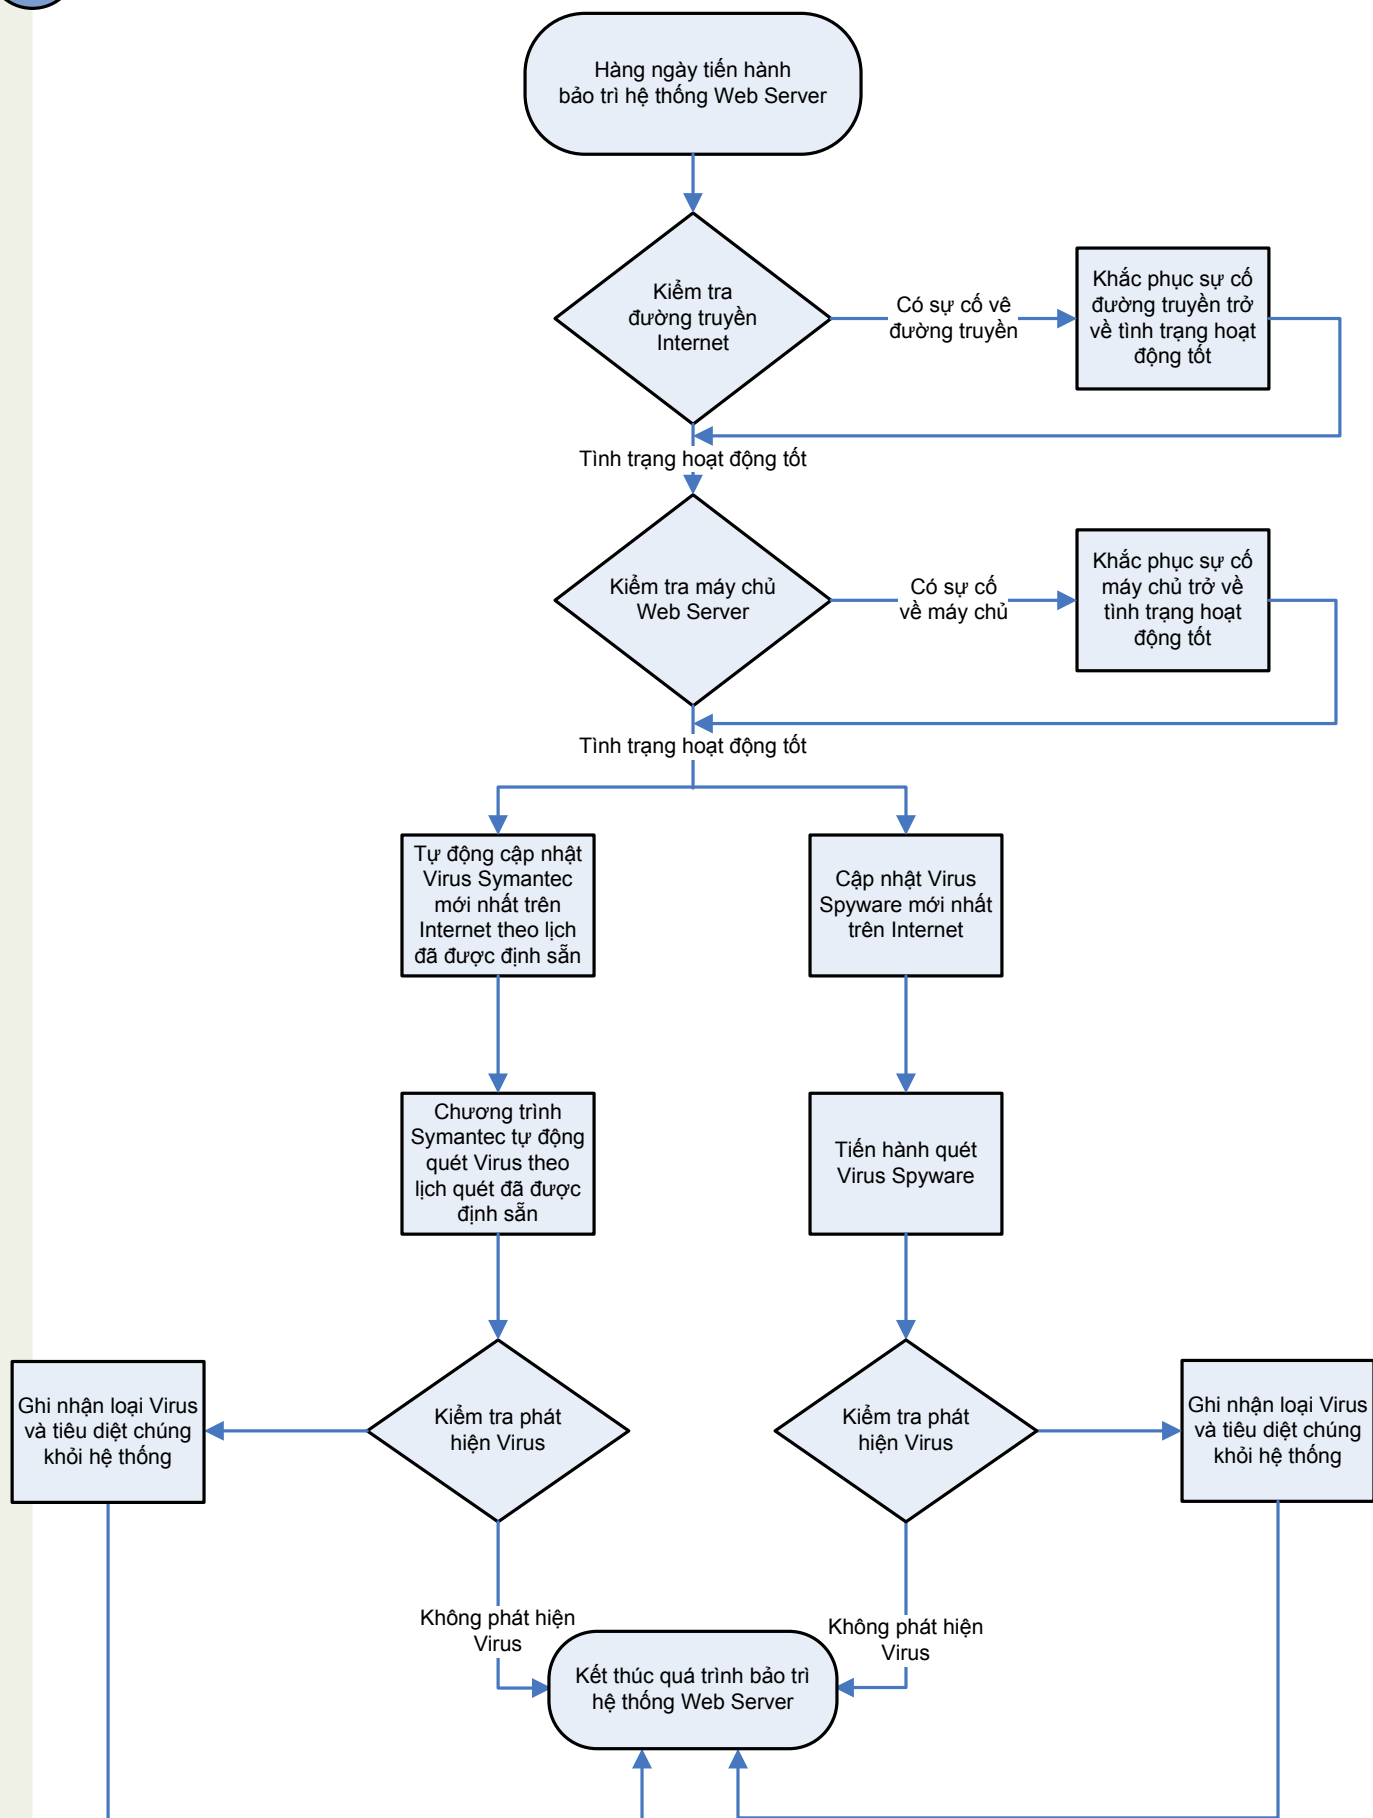 Hàng ngày tiến hành
bảo trì hệ thống Web Server
Kiểm tra
đường truyền
Internet
Có sự cố vê
đường truyền
Khắc phục sự cố
đường truyền trở
về tình trạng hoạt
động tốt
Tình trạng hoạt động tốt
Kiểm tra máy chủ
Web Server
Có sự cố
về máy chủ
Khắc phục sự cố
máy chủ trở về
tình trạng hoạt
động tốt
Tình trạng hoạt động tốt
Tự động cập nhật
Virus Symantec
mới nhất trên
Internet theo lịch
đã được định sẵn
Cập nhật Virus
Spyware mới nhất
trên Internet
Chương trình
Symantec tự động
quét Virus theo
lịch quét đã được
định sẵn
Tiến hành quét
Virus Spyware
Ghi nhận loại Virus
và tiêu diệt chúng
khỏi hệ thống
Kiểm tra phát
hiện Virus
Kiểm tra phát
hiện Virus
Ghi nhận loại Virus
và tiêu diệt chúng
khỏi hệ thống
Không phát hiện
Virus
Không phát hiện
Virus
Kết thúc quá trình bảo trì
hệ thống Web Server